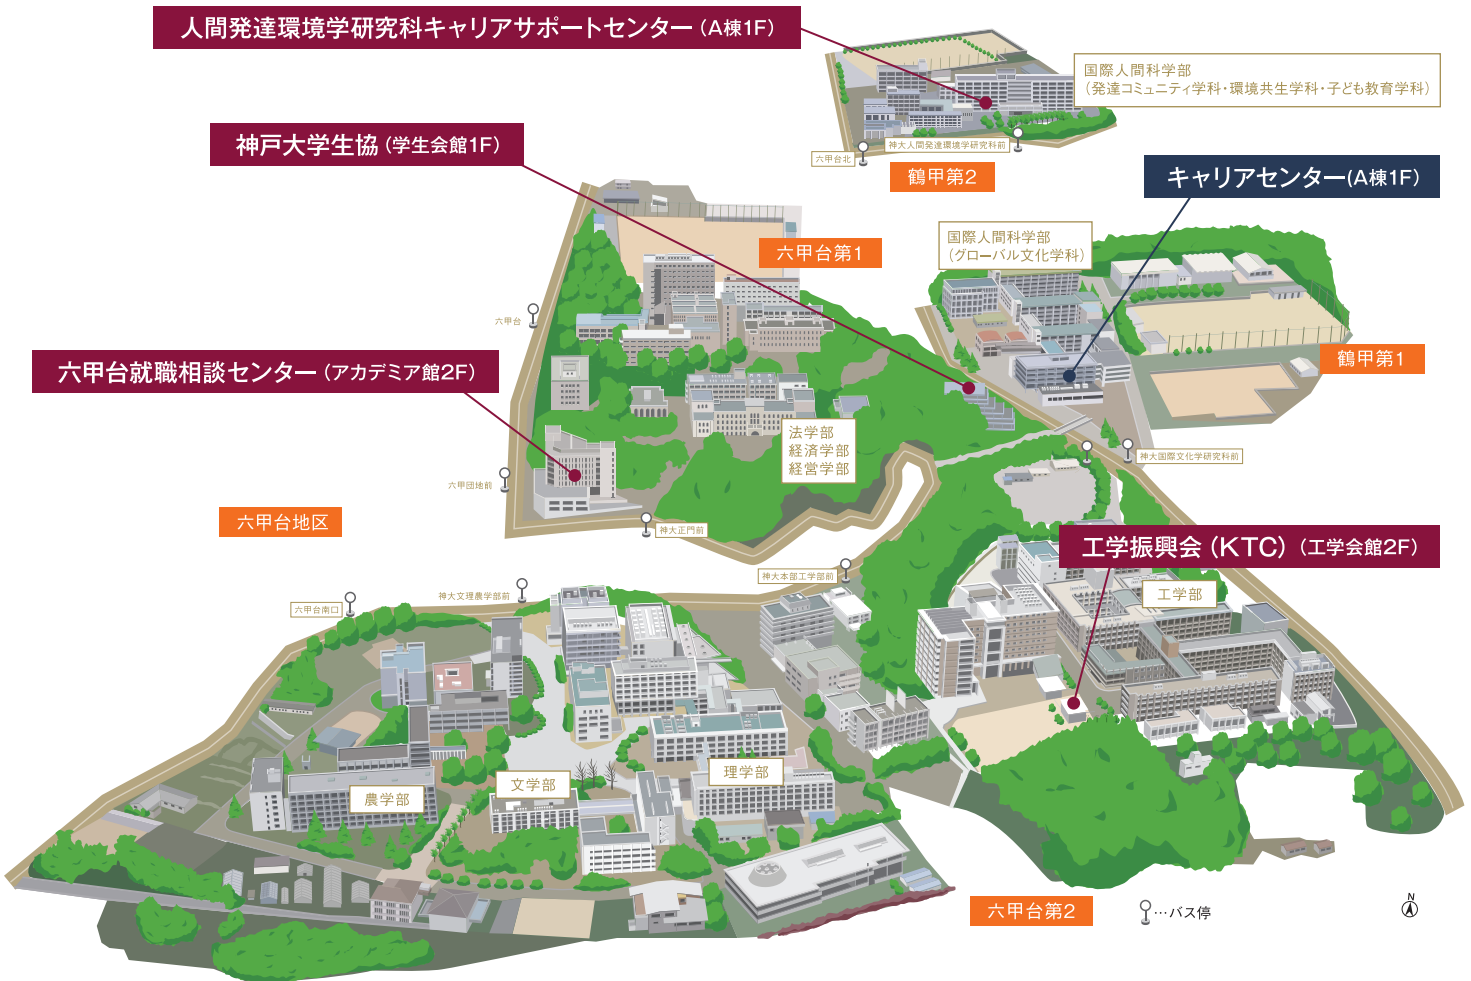 人間発達環境学研究科キャリアサポートセンター（A棟1F）
国際人間科学部
（発達コミュニティ学科・環境共生学科・子ども教育学科）
神戸大学生協（学生会館1F）
神大人間発達環境学研究科前
六甲台北
鶴甲第2
キャリアセンター(A棟1F）
国際人間科学部
（グローバル文化学科）
六甲台第1
六甲台
鶴甲第1
六甲台就職相談センター（アカデミア館2F）
法学部
経済学部
経営学部
神大国際文化学研究科前
六甲団地前
六甲台地区
神大正門前
工学振興会（KTC）（工学会館2F）
神大本部工学部前
神大文理農学部前
六甲台南口
工学部
理学部
文学部
農学部
六甲台第2
…バス停
N